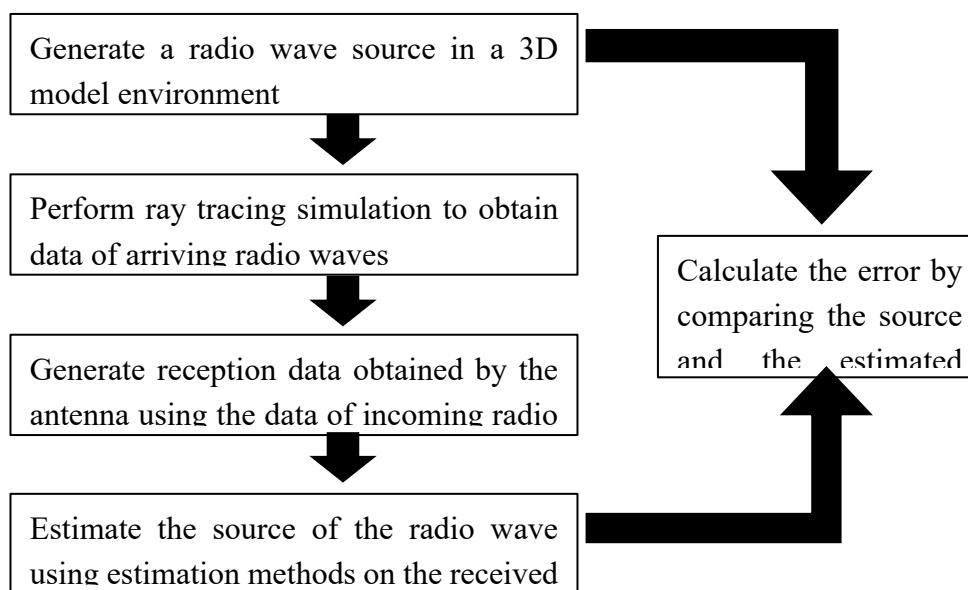 Generate a radio wave source in a 3D
model environment
Perform ray tracing simulation to obtain
data of arriving radio waves
Generate reception data obtained by the
antenna using the data of incoming radio
Estimate the source of the radio wave
using estimation methods on the received
Calculate the error by
comparing the source
and the estimated